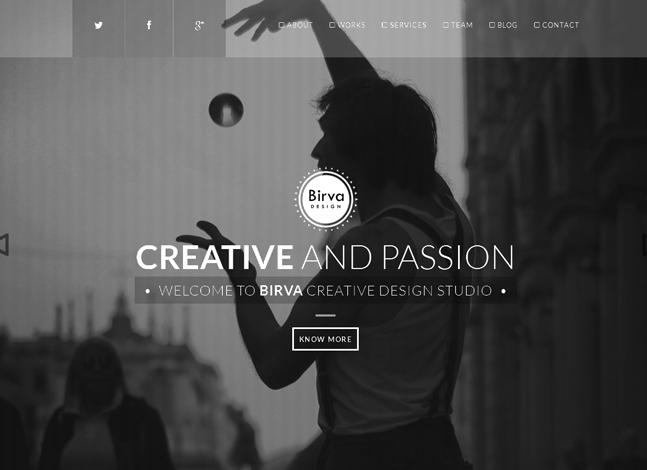 ABOUT WORKS SERVICES TEAM BLOG CONTACT
Birva
DESIGN
CREATIVE AND PASSION
• WELCOME TO BIRVA CREATIVE DESIGN STUDIO •
KNOW MORE